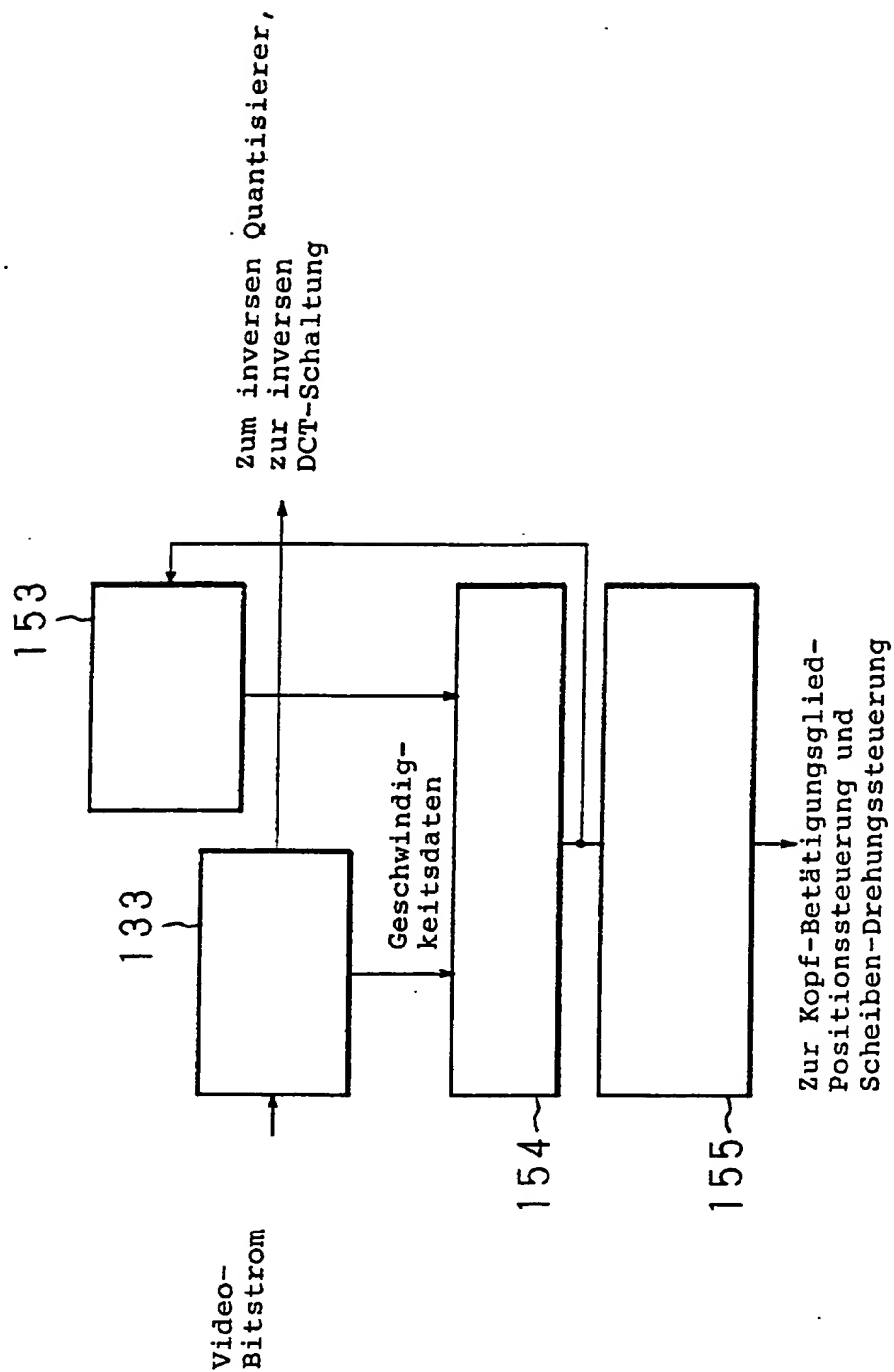 Video-
Bitstrom
133
153
Zum inversen Quantisierer,
zur inversen
DCT-Schaltung
Geschwindig-
keitsdaten
154
155
Zur Kopf-Betätigungsglied-
Positionssteuerung und
Scheiben-Drehungssteuerung